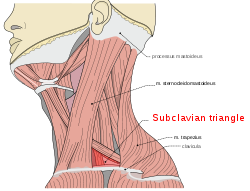 processus mastoideus
m. sternocleidomastoideus
Subclavian triangle
m. trapezius
clavicula